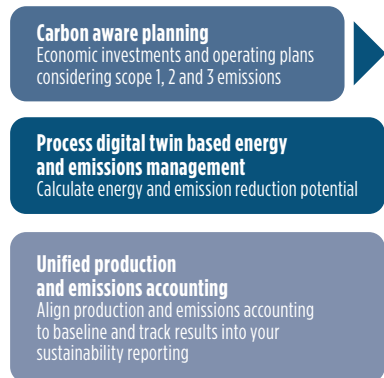 Carbon aware planning
Economic investments and operating plans
considering scope 1, 2 and 3 emissions
Process digital twin based energy
and emissions management
Calculate energy and emission reduction potential
Unified production
and emissions accounting
Align production and emissions accounting
to baseline and track results into your
sustainability reporting